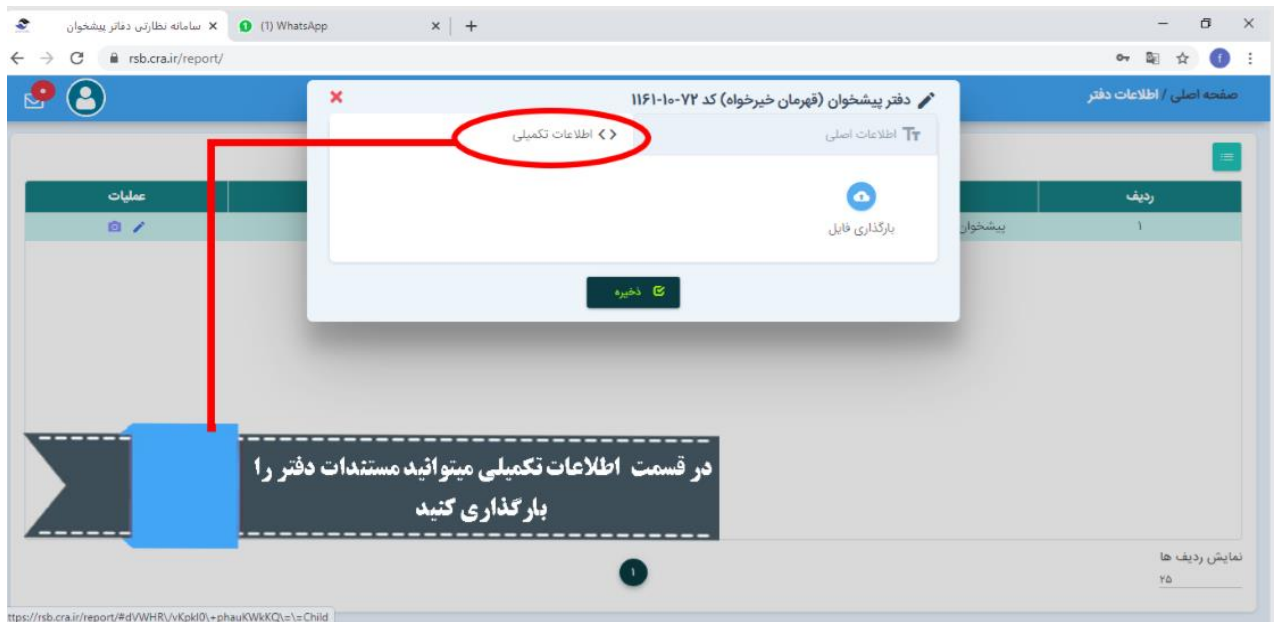 سامانه نظارتی دفاتر پیشخوان
(1) WhatsApp
rsb.cra.ir/report/
صفحه اصلی / اطلاعات دفتر
دفتر پیشخوان (قهرمان خیرخواه) کد ۷۲-۱۰-۱۱۶۱
اطلاعات اصلی
اطلاعات تکمیلی
ردیف
عملیات
بارگذاری فایل
۱
پیشخوان
ذخیره
در قسمت اطلاعات تکمیلی میتوانید مستندات دفتر را
بارگذاری کنید
۱
نمایش ردیف ها
۲۵